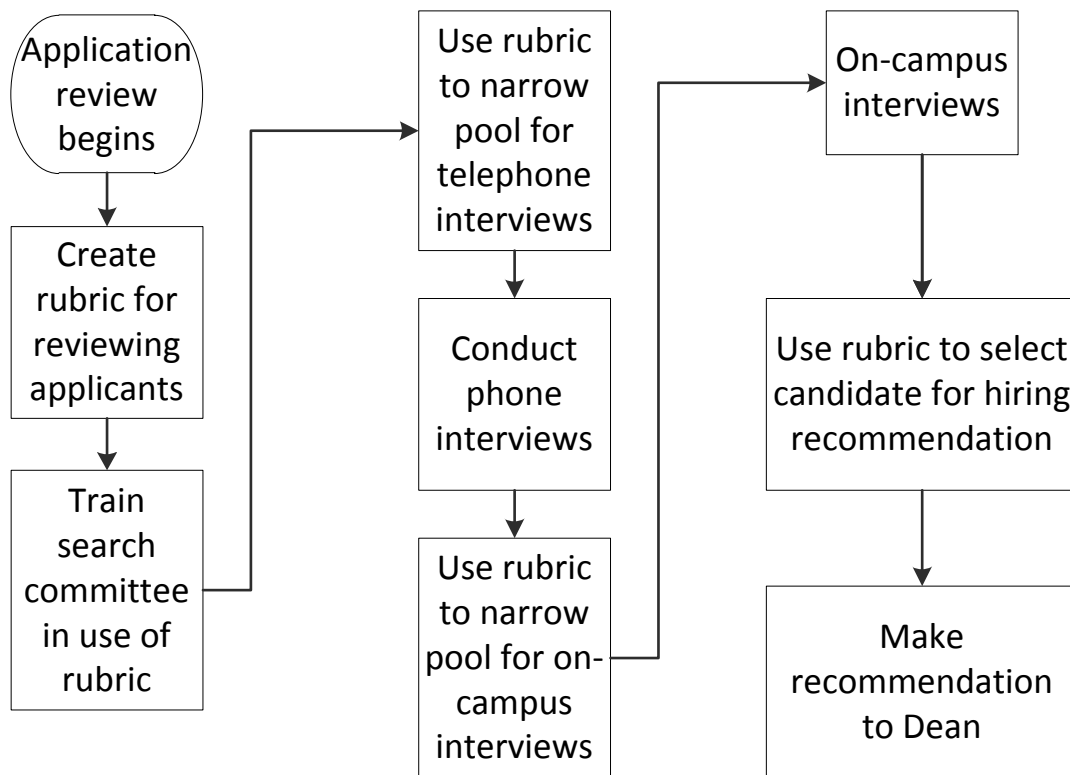 Application
review
begins
Create
rubric for
reviewing
applicants
Train
search
committee
in use of
rubric
Use rubric
to narrow
pool for
telephone
interviews
Conduct
phone
interviews
Use rubric
to narrow
pool for on-
campus
interviews
On-campus
interviews
Use rubric to select
candidate for hiring
recommendation
Make
recommendation
to Dean